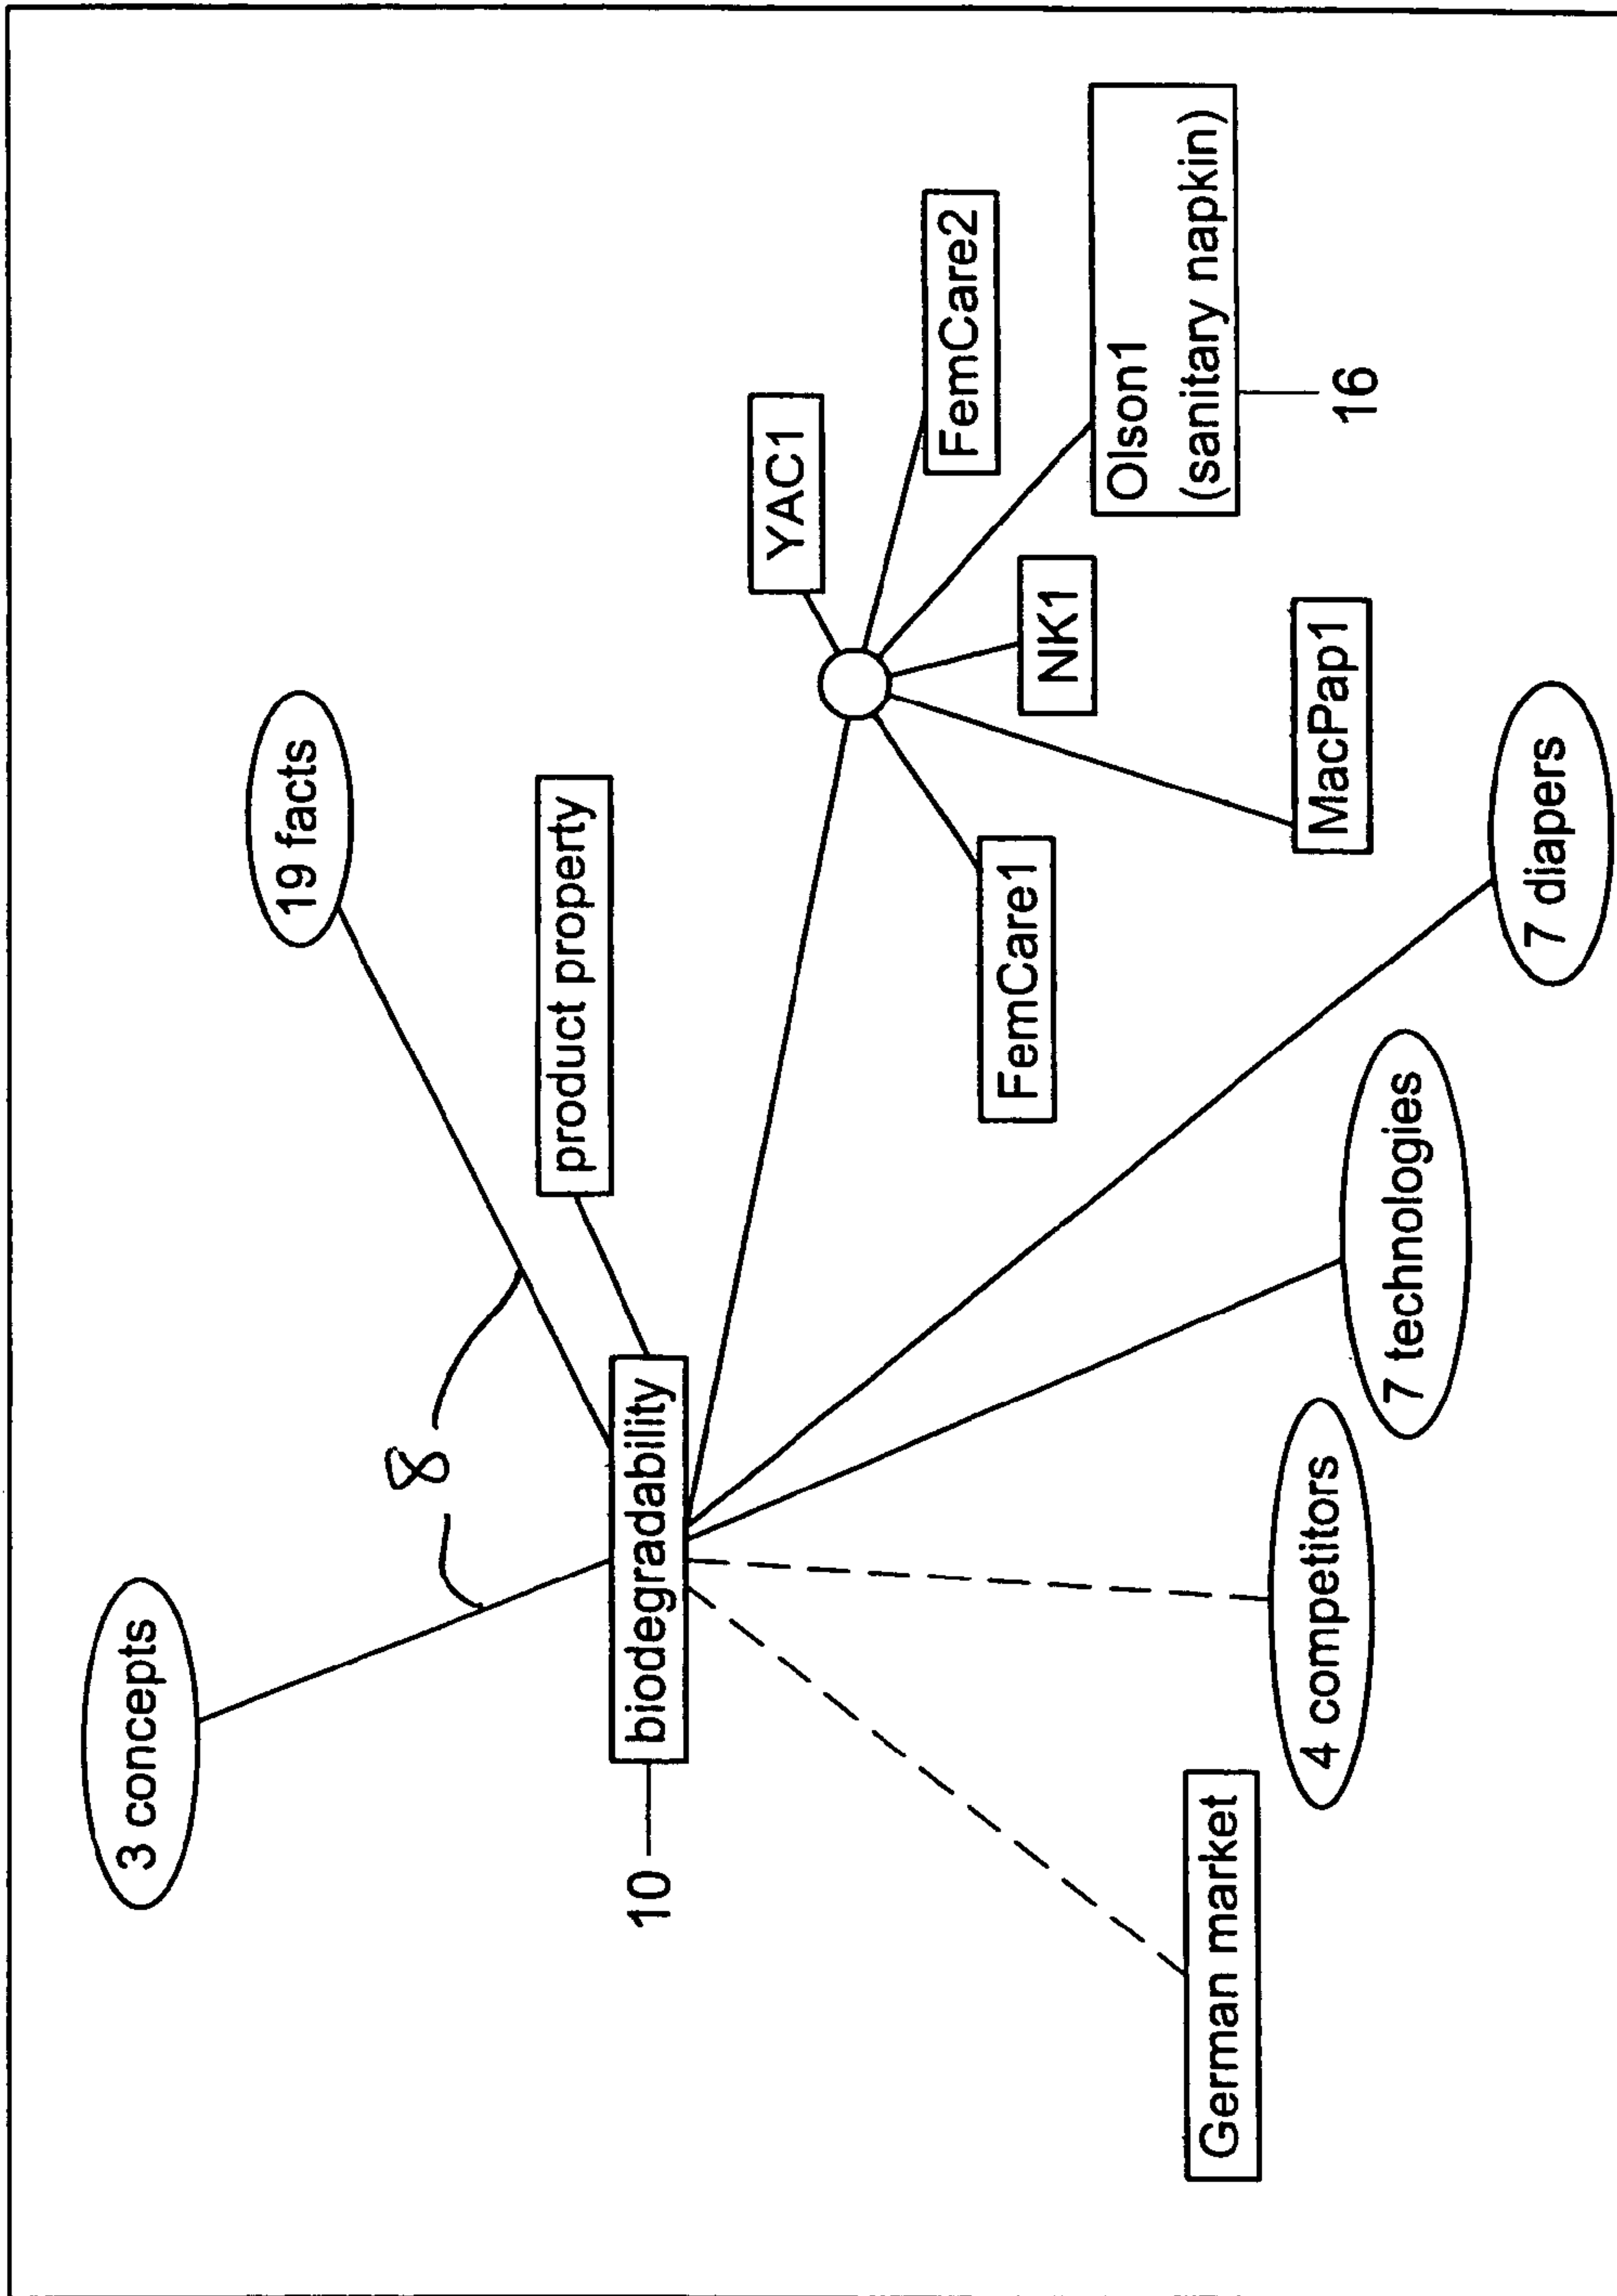 3 concepts
19 facts
8
product property
10
biodegradability
YAC1
FemCare2
FemCare1
NK1
Olson1
(sanitary napkin)
16
German market
4 competitors
7 technologies
MacPap1
7 diapers